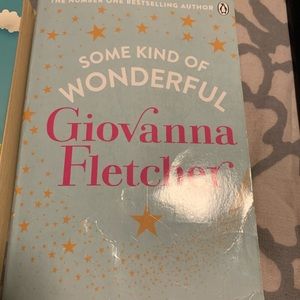 THE NUMBER ONE BESTSELLING AUTHOR
SOME KIND OF
WONDERFUL
Giovanna
Fletcher